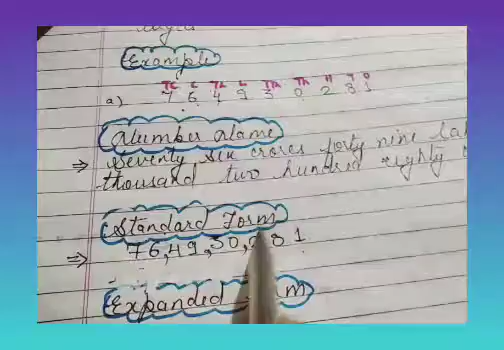 Example
TC C TL L TTh Th H T O
a) 7 6 4 9 3 0 2 8 1
Number Name
⇒ Seventy six crores forty nine
thousand two hundred eighty
Standard Form
⇒ 76,49,30,281
Expanded